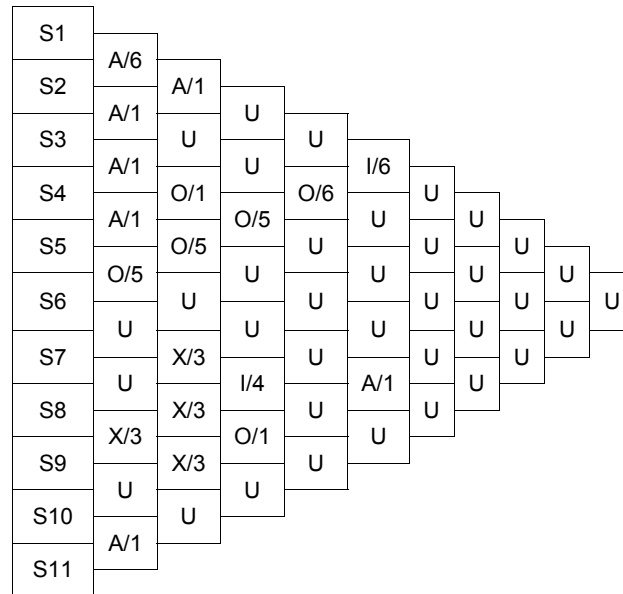 S1
A/6
S2 A/1
A/1 U
S3 U U
A/1 U I/6
S4 O/1 O/6 U
A/1 O/5 U U
S5 O/5 U U U
O/5 U U U U
S6 U U U U U
U U U U U
S7 X/3 U U U
U I/4 A/1 U
S8 X/3 U U
X/3 O/1 U
S9 X/3 U
U U
S10 U
A/1
S11